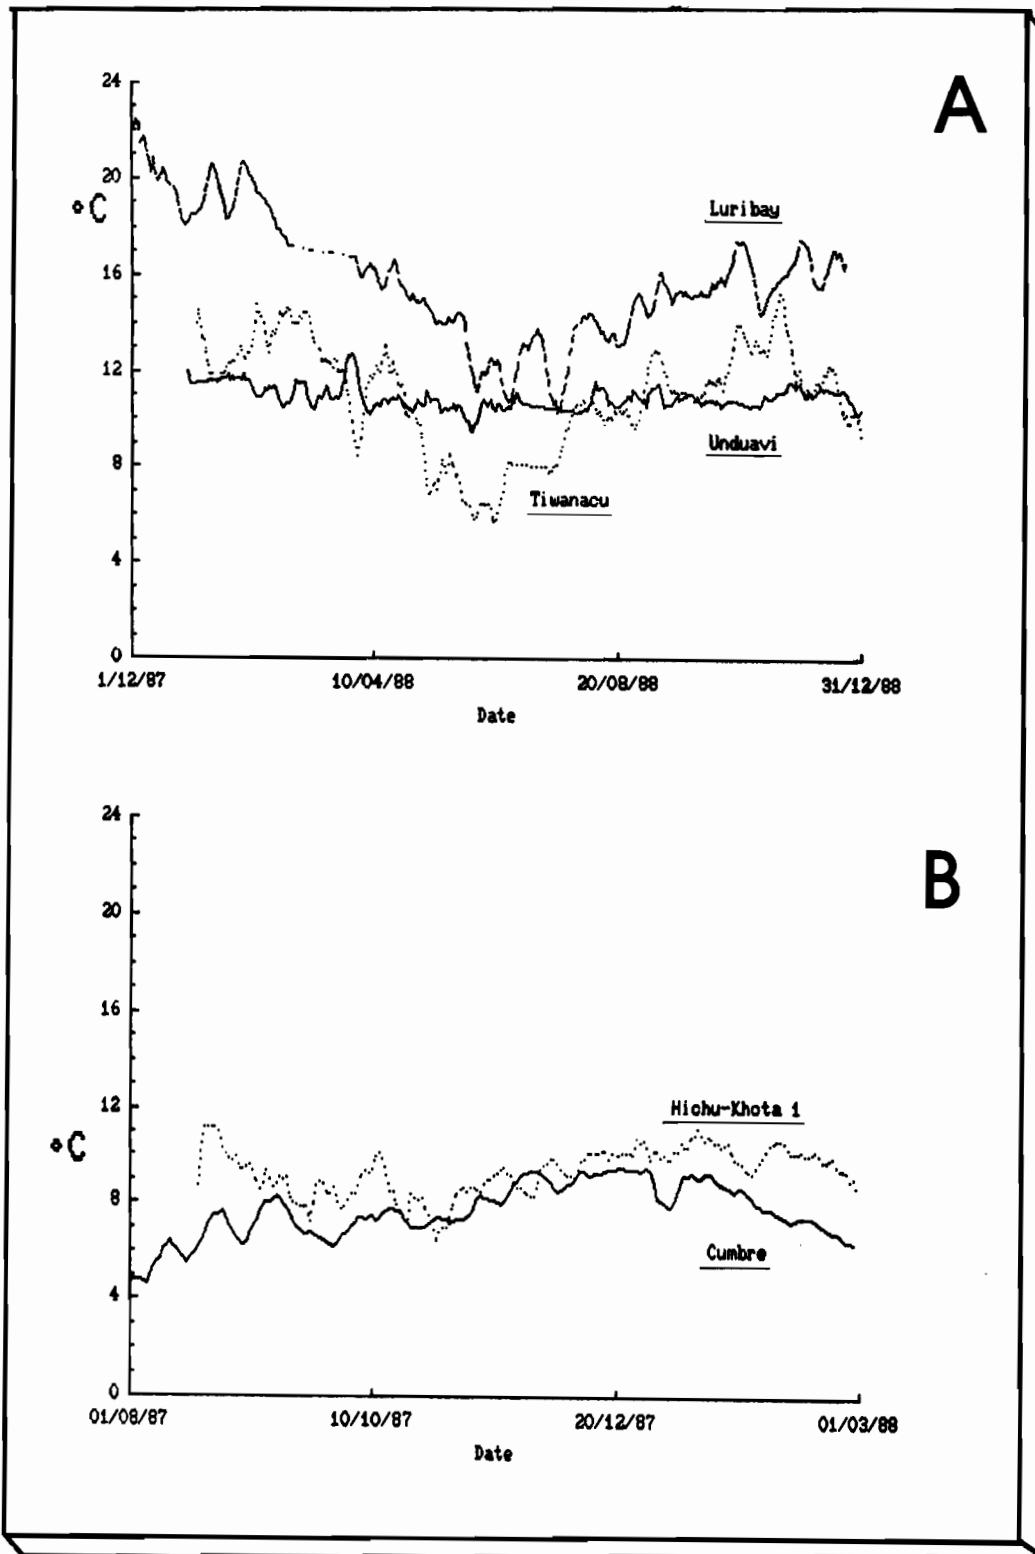 A
24
20
°C
Luribay
16
12
Unduavi
8
Tiwanacu
4
0
1/12/87 10/04/88 20/08/88 31/12/88
Date
24
B
20
16
12
Hichu-Khota 1
°C
8
Cumbre
4
0
01/08/87 10/10/87 20/12/87 01/03/88
Date